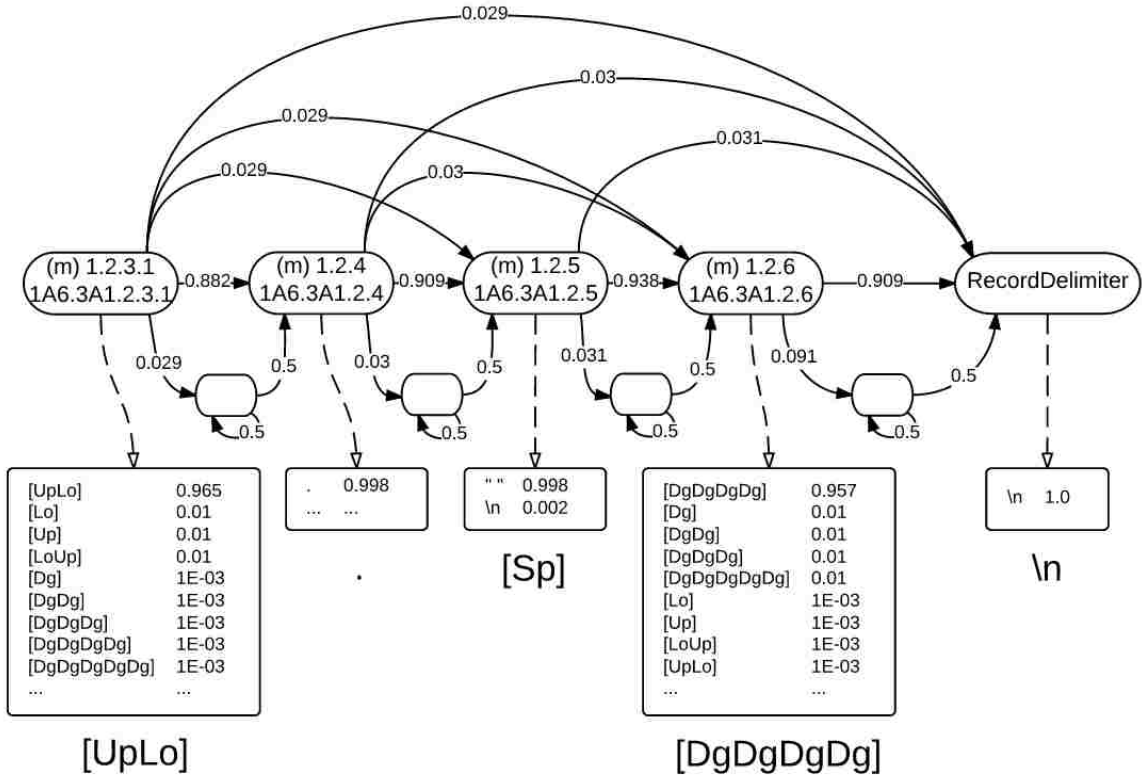 0.029
0.03
0.029
0.031
0.029
0.03
(m) 1.2.3.1
1A6.3A1.2.3.1
0.882
(m) 1.2.4
1A6.3A1.2.4
0.909
(m) 1.2.5
1A6.3A1.2.5
0.938
(m) 1.2.6
1A6.3A1.2.6
0.909
RecordDelimiter
0.029
0.5
0.5
0.03
0.5
0.5
0.031
0.5
0.5
0.091
0.5
0.5
[UpLo] 0.965
[Lo] 0.01
[Up] 0.01
[LoUp] 0.01
[Dg] 1E-03
[DgDg] 1E-03
[DgDgDg] 1E-03
[DgDgDgDg] 1E-03
[DgDgDgDgDg] 1E-03
... ...
[UpLo]
. 0.998
... ...
.
" " 0.998
\n 0.002
[Sp]
[DgDgDgDg] 0.957
[Dg] 0.01
[DgDg] 0.01
[DgDgDg] 0.01
[DgDgDgDgDg] 0.01
[Lo] 1E-03
[Up] 1E-03
[LoUp] 1E-03
[UpLo] 1E-03
... ...
[DgDgDgDg]
\n 1.0
\n